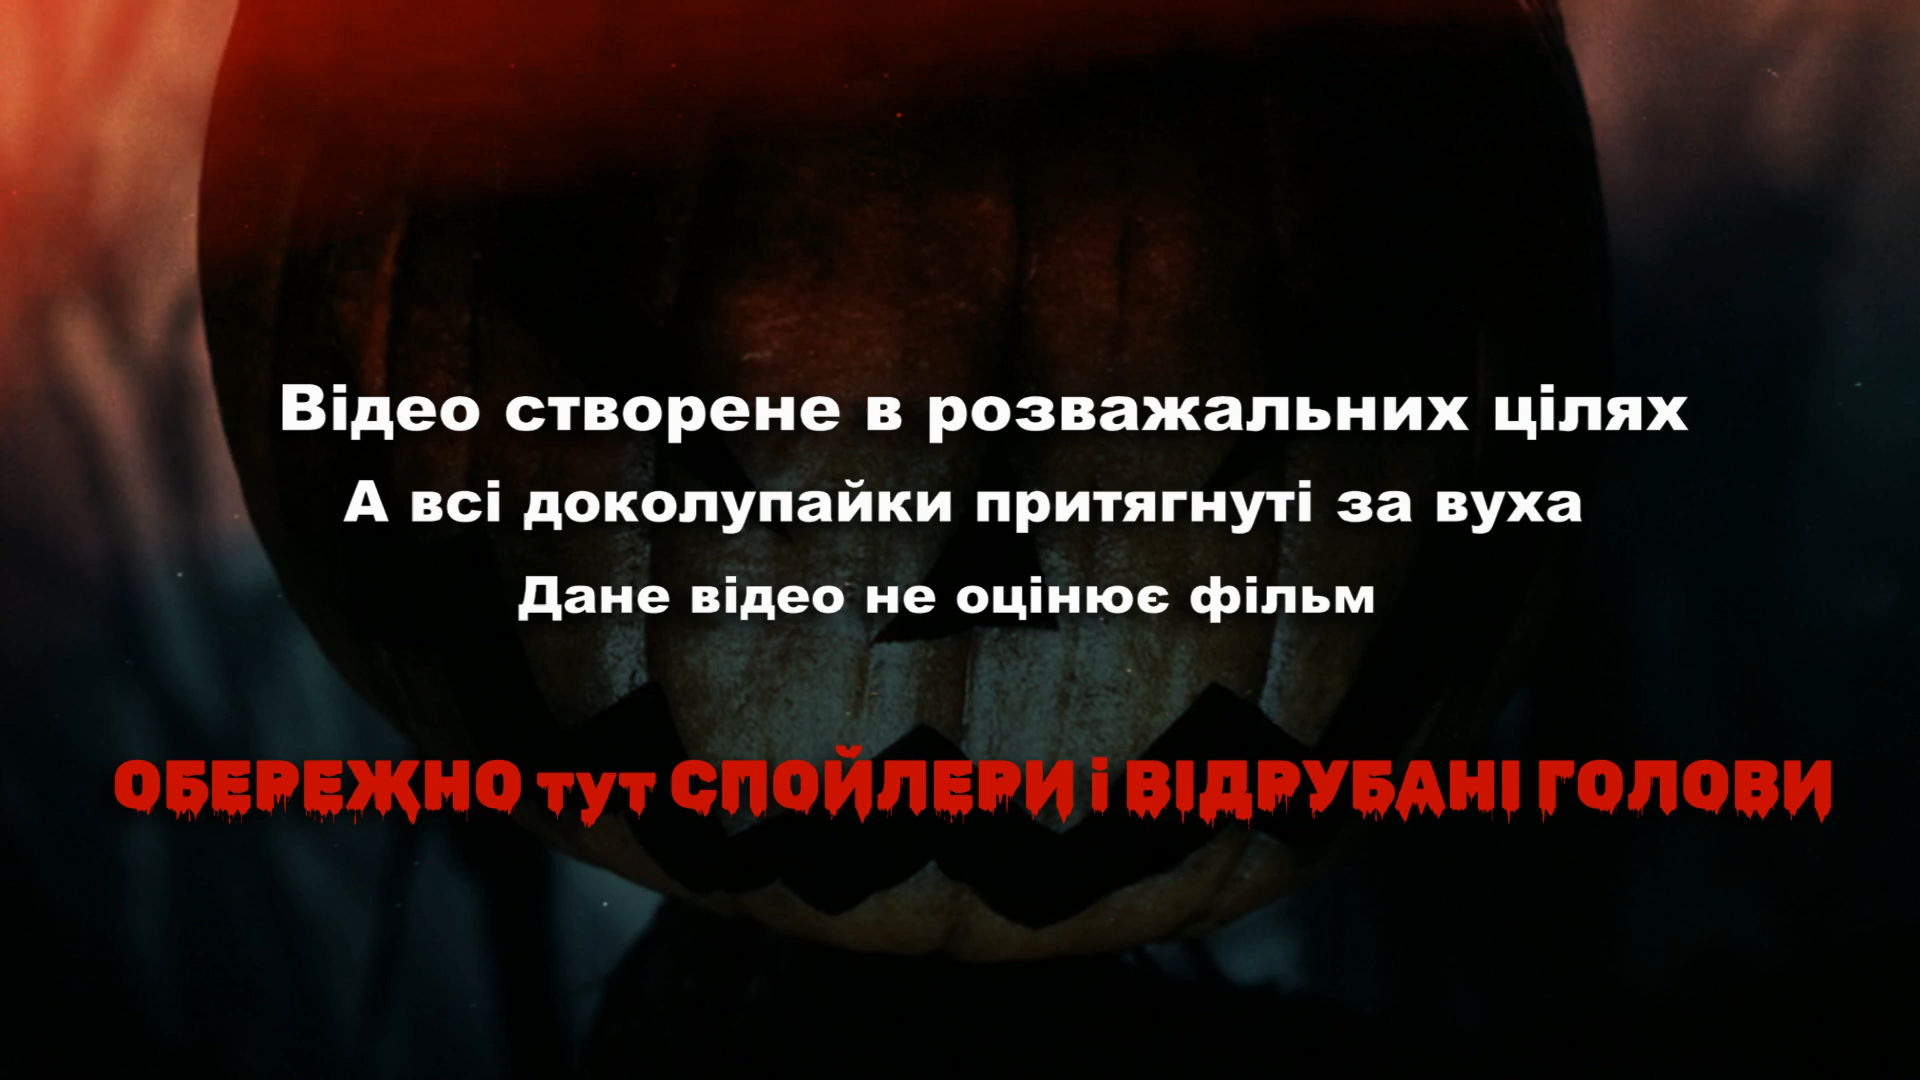 Відео створене в розважальних цілях
А всі доколупайки притягнуті за вуха
Дане відео не оцінює фільм
ОБЕРЕЖНО тут СПОЙЛЕРИ і ВІДРУБАНІ ГОЛОВИ